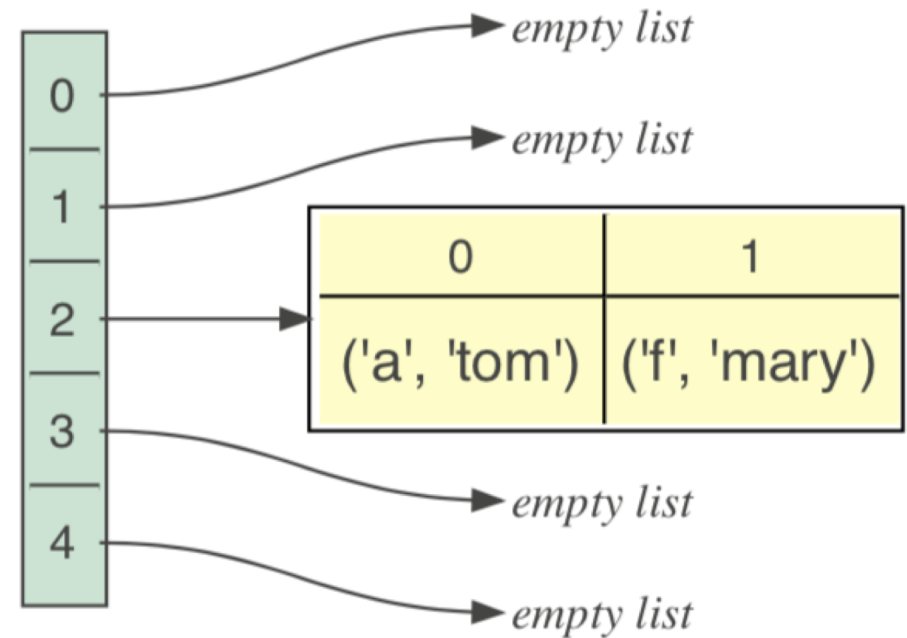 0
empty list
1
empty list
2
0 1
('a', 'tom') ('f', 'mary')
3
empty list
4
empty list